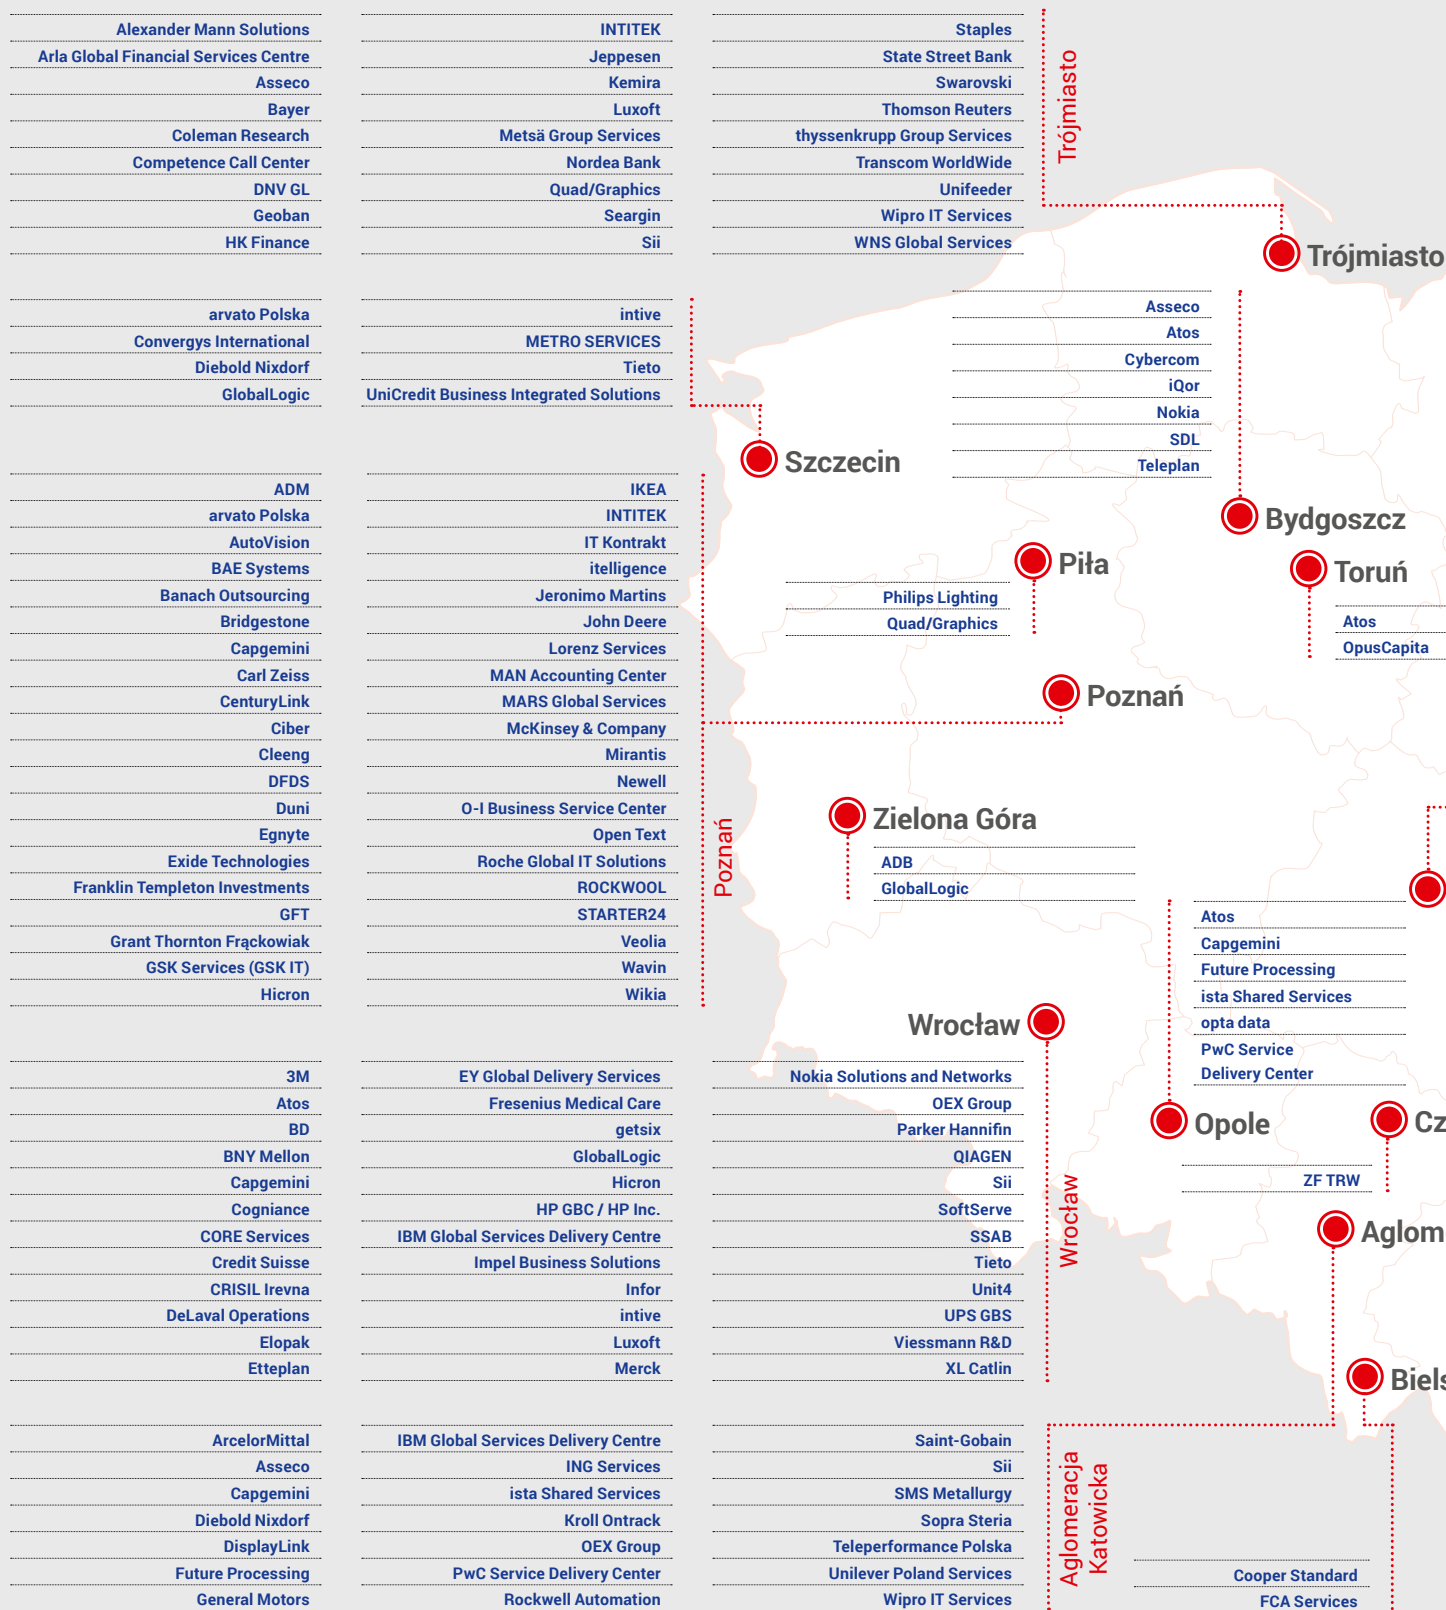 Alexander Mann Solutions
Arla Global Financial Services Centre
Asseco
Bayer
Coleman Research
Competence Call Center
DNV GL
Geoban
HK Finance
INTITEK
Jeppesen
Kemira
Luxoft
Metsä Group Services
Nordea Bank
Quad/Graphics
Seargin
Sii
Staples
State Street Bank
Swarovski
Thomson Reuters
thyssenkrupp Group Services
Transcom WorldWide
Unifeeder
Wipro IT Services
WNS Global Services
Trójmiasto
Trójmiasto
arvato Polska
Convergys International
Diebold Nixdorf
GlobalLogic
intive
METRO SERVICES
Tieto
UniCredit Business Integrated Solutions
Szczecin
Asseco
Atos
Cybercom
iQor
Nokia
SDL
Teleplan
Bydgoszcz
Piła
Philips Lighting
Quad/Graphics
Toruń
Atos
OpusCapita
ADM
arvato Polska
AutoVision
BAE Systems
Banach Outsourcing
Bridgestone
Capgemini
Carl Zeiss
CenturyLink
Ciber
Cleeng
DFDS
Duni
Egnyte
Exide Technologies
Franklin Templeton Investments
GFT
Grant Thornton Frąckowiak
GSK Services (GSK IT)
Hicron
IKEA
INTITEK
IT Kontrakt
itelligence
Jeronimo Martins
John Deere
Lorenz Services
MAN Accounting Center
MARS Global Services
McKinsey & Company
Mirantis
Newell
O-I Business Service Center
Open Text
Roche Global IT Solutions
ROCKWOOL
STARTER24
Veolia
Wavin
Wikia
Poznań
Poznań
Zielona Góra
ADB
GlobalLogic
Atos
Capgemini
Future Processing
ista Shared Services
opta data
PwC Service
Delivery Center
Opole
Wrocław
3M
Atos
BD
BNY Mellon
Capgemini
Cogniance
CORE Services
Credit Suisse
CRISIL Irevna
DeLaval Operations
Elopak
Etteplan
EY Global Delivery Services
Fresenius Medical Care
getsix
GlobalLogic
Hicron
HP GBC / HP Inc.
IBM Global Services Delivery Centre
Impel Business Solutions
Infor
intive
Luxoft
Merck
Nokia Solutions and Networks
OEX Group
Parker Hannifin
QIAGEN
Sii
SoftServe
SSAB
Tieto
Unit4
UPS GBS
Viessmann R&D
XL Catlin
Wrocław
Cz
ZF TRW
Aglom
Biels
ArcelorMittal
Asseco
Capgemini
Diebold Nixdorf
DisplayLink
Future Processing
General Motors
IBM Global Services Delivery Centre
ING Services
ista Shared Services
Kroll Ontrack
OEX Group
PwC Service Delivery Center
Rockwell Automation
Saint-Gobain
Sii
SMS Metallurgy
Sopra Steria
Teleperformance Polska
Unilever Poland Services
Wipro IT Services
Aglomeracja
Katowicka
Cooper Standard
FCA Services